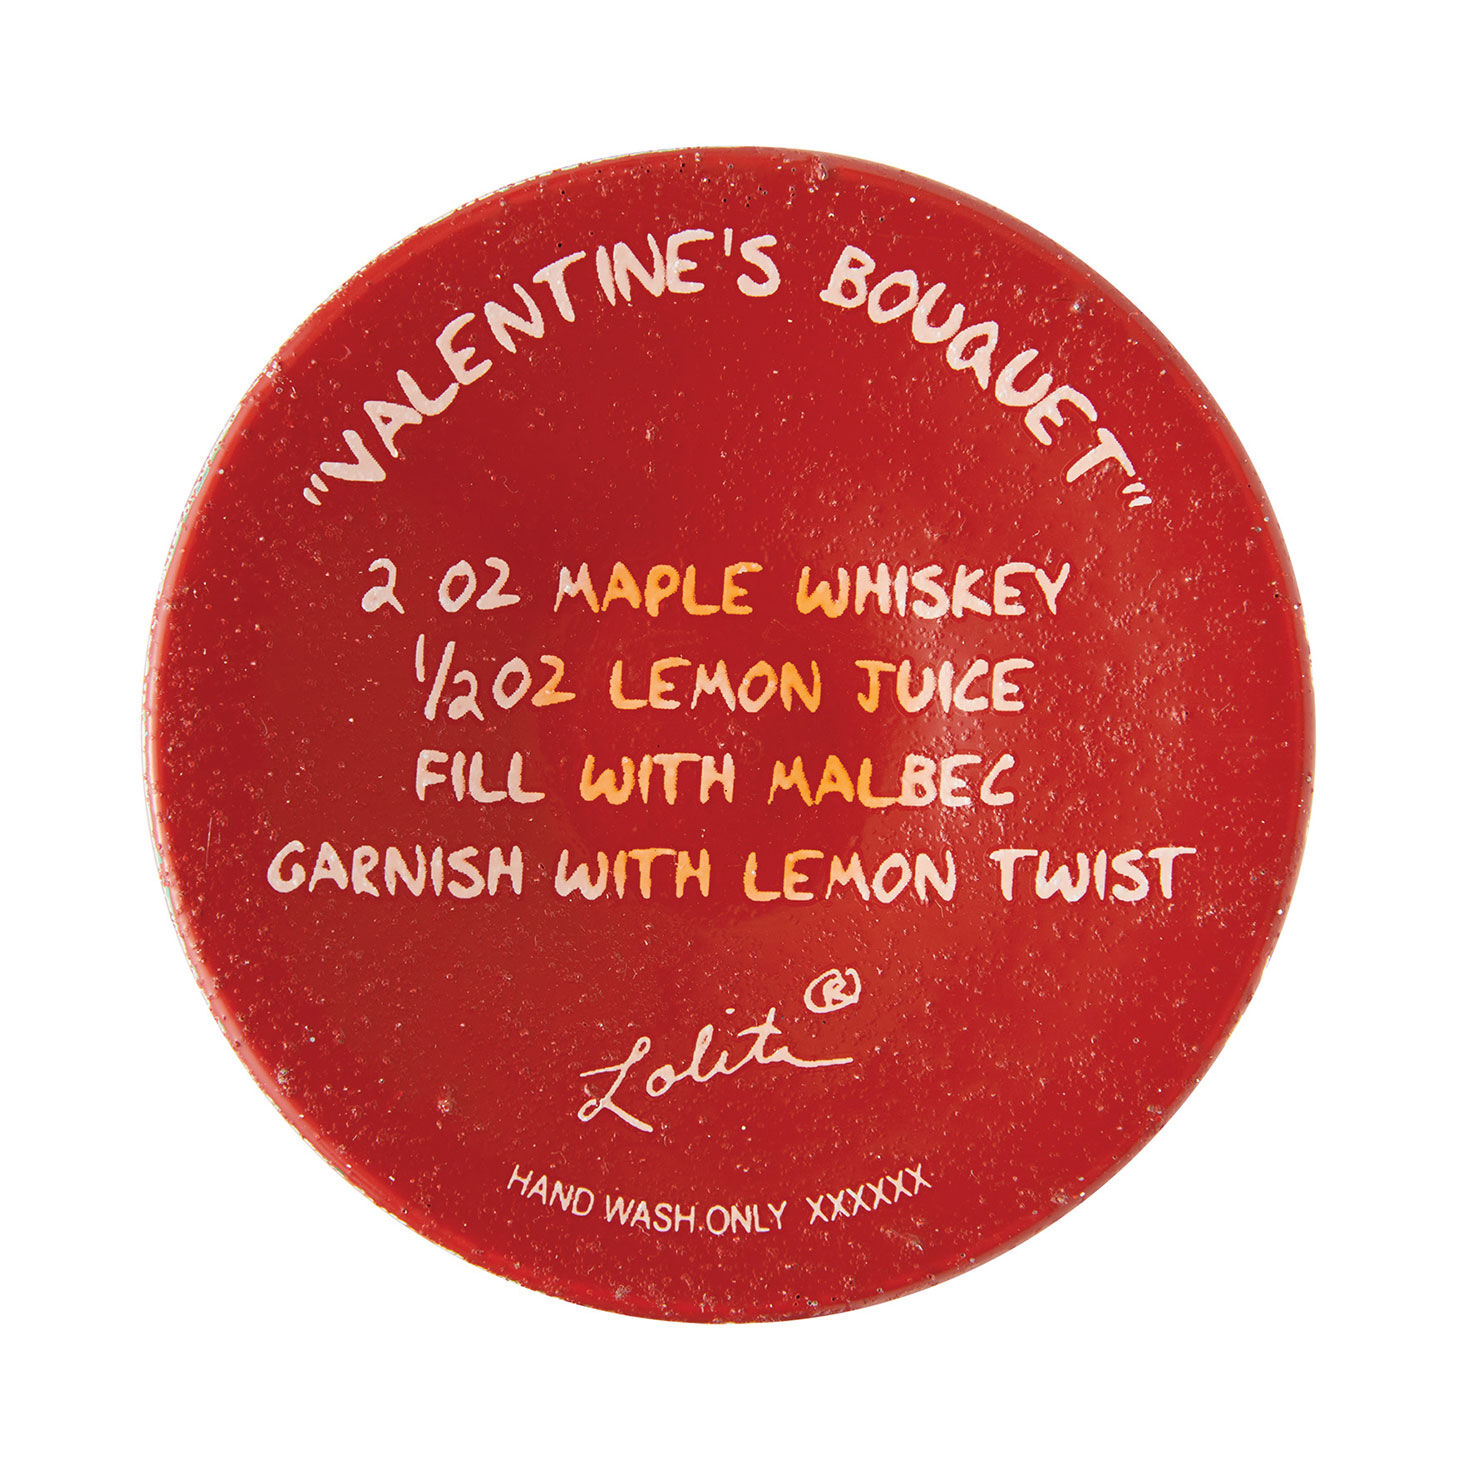 "VALENTINE'S BOUQUET"
2 OZ MAPLE WHISKEY
1/2 OZ LEMON JUICE
FILL WITH MALBEC
GARNISH WITH LEMON TWIST
Lolita ®
HAND WASH ONLY XXXXXX